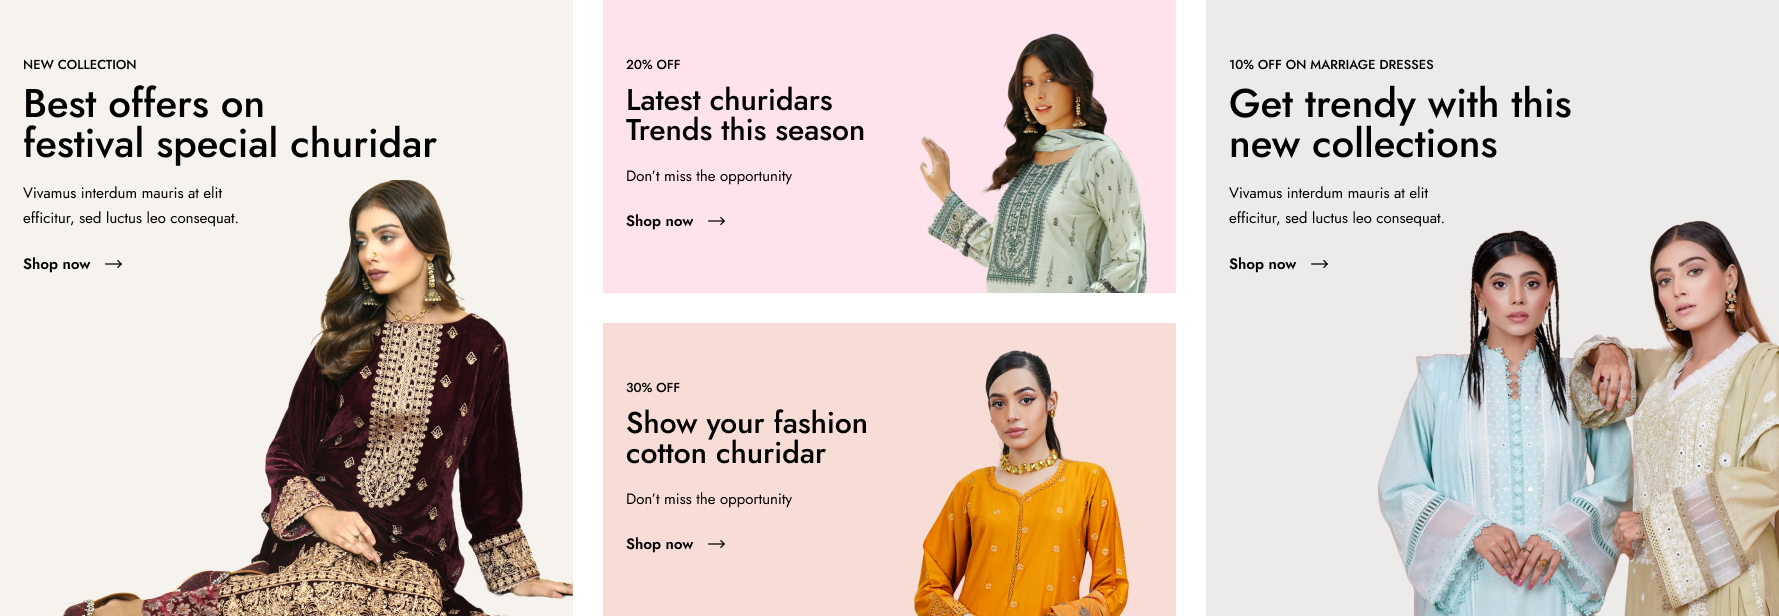 NEW COLLECTION
Best offers on
festival special churidar
Vivamus interdum mauris at elit
efficitur, sed luctus leo consequat.
Shop now
20% OFF
Latest churidars
Trends this season
Don't miss the opportunity
Shop now
30% OFF
Show your fashion
cotton churidar
Don't miss the opportunity
Shop now
10% OFF ON MARRIAGE DRESSES
Get trendy with this
new collections
Vivamus interdum mauris at elit
efficitur, sed luctus leo consequat.
Shop now